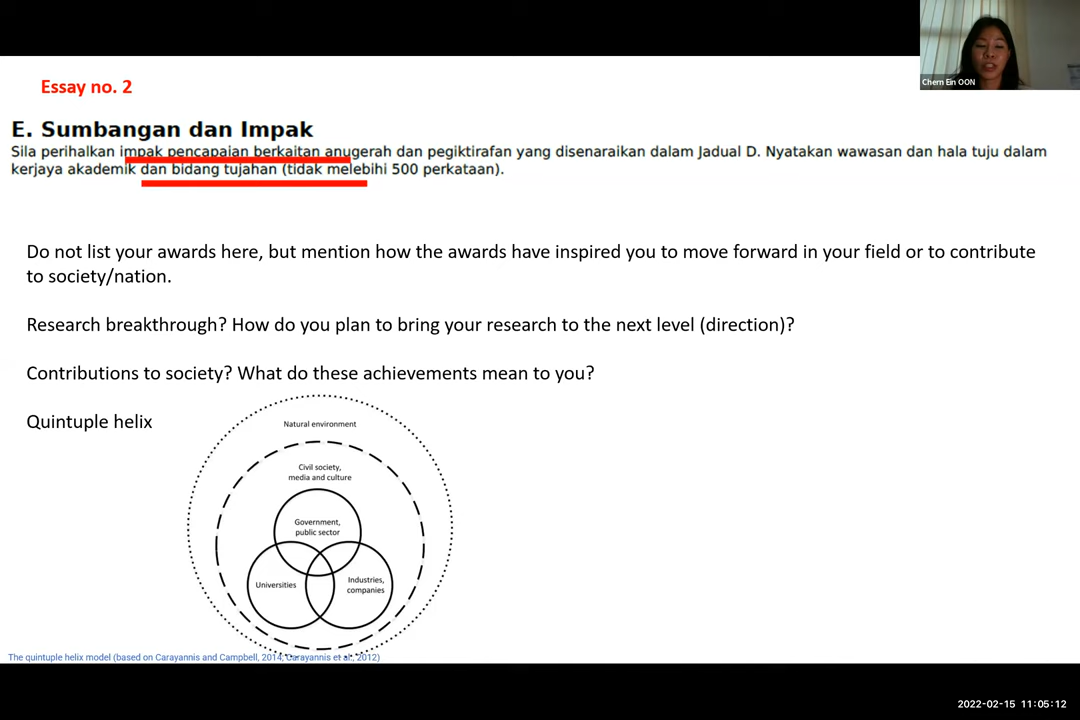 Chern Ein OON
Essay no. 2
E. Sumbangan dan Impak
Sila perihalkan impak pencapaian berkaitan anugerah dan pegiktirafan yang disenaraikan dalam Jadual D. Nyatakan wawasan dan hala tuju dalam
kerjaya akademik dan bidang tujahan (tidak melebihi 500 perkataan).
Do not list your awards here, but mention how the awards have inspired you to move forward in your field or to contribute
to society/nation.
Research breakthrough? How do you plan to bring your research to the next level (direction)?
Contributions to society? What do these achievements mean to you?
Quintuple helix
Natural environment
Civil society,
media and culture
Government,
public sector
Universities
Industries,
companies
The quintuple helix model (based on Carayannis and Campbell, 2014; Carayannis et al., 2012)
2022-02-15 11:05:12